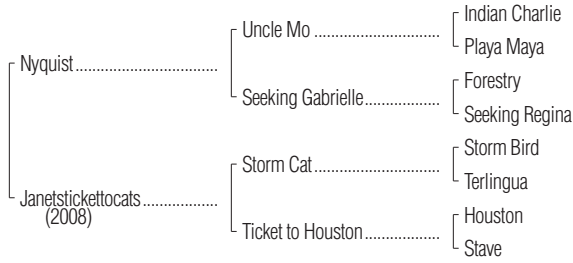 Indian Charlie
Uncle Mo
Playa Maya
Nyquist
Forestry
Seeking Gabrielle
Seeking Regina
Storm Bird
Storm Cat
Terlingua
Janetstickettocats
(2008)
Houston
Ticket to Houston
Stave